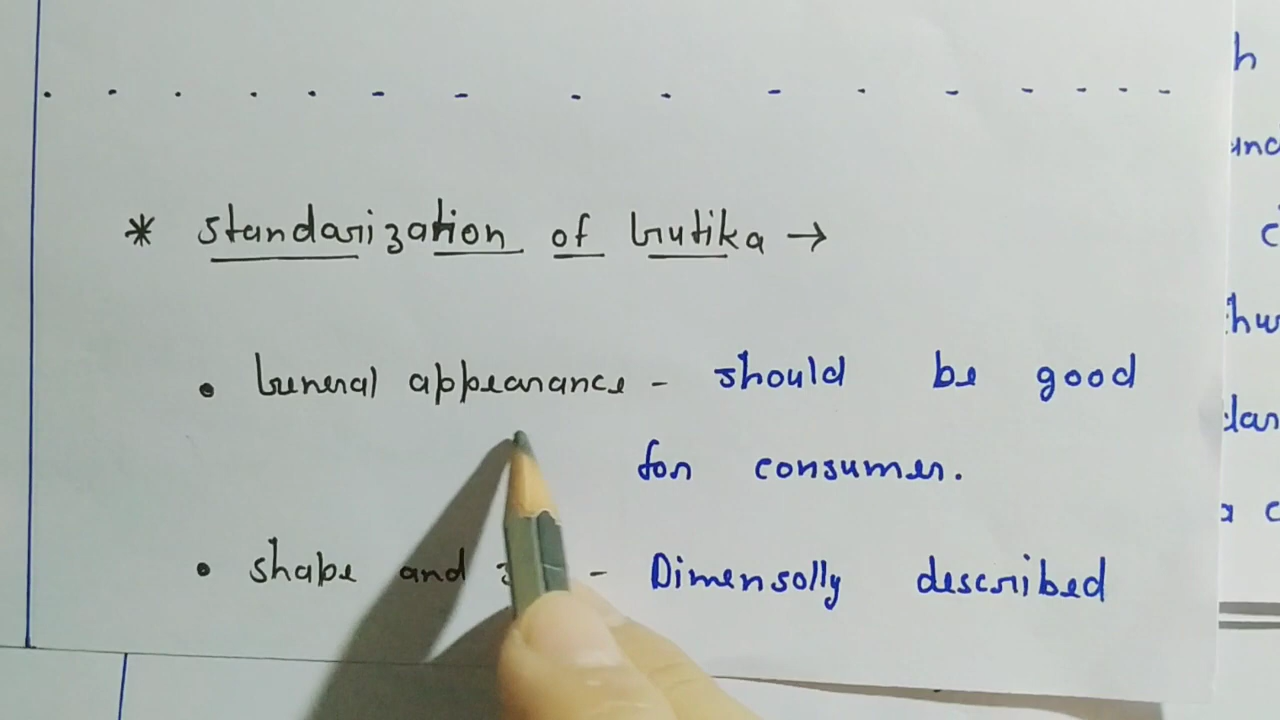 * standarization of Gutika →
• General appearance - should be good
for consumer.
• shape and - Dimensolly described